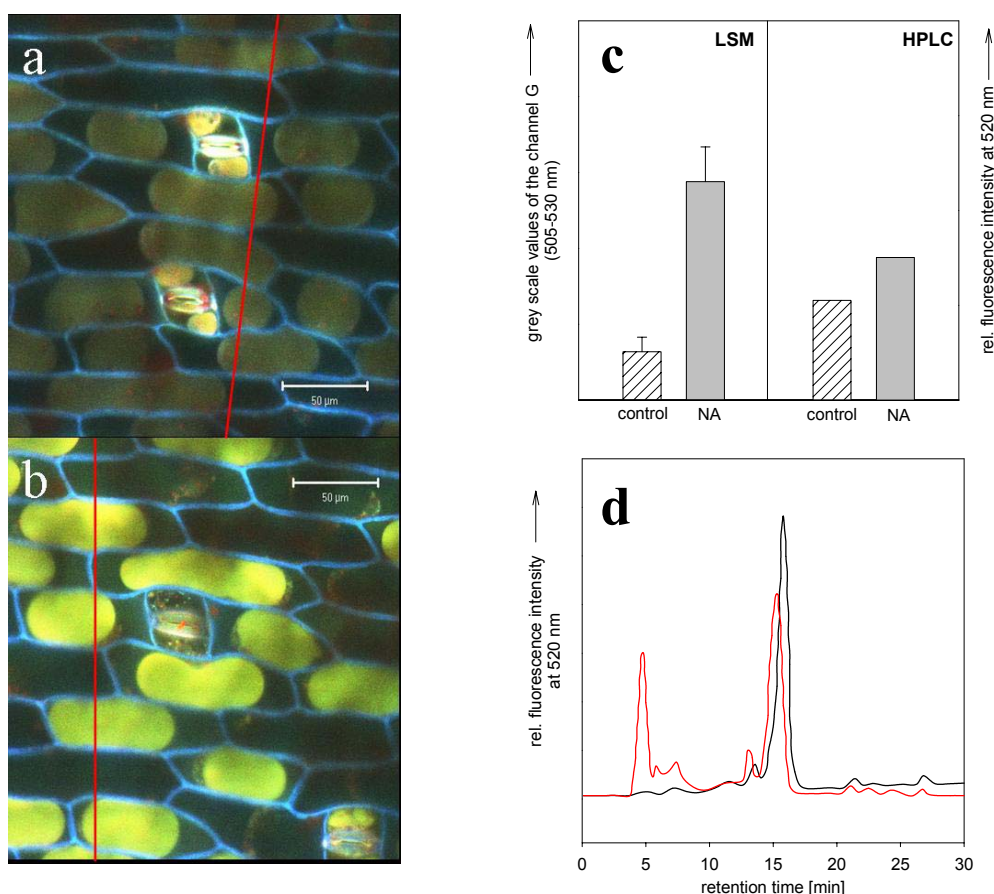 a
50 µm
b
50 µm
c
LSM
HPLC
grey scale values of the channel G
(505-530 nm)
control
NA
control
NA
rel. fluorescence intensity at 520 nm
d
rel. fluorescence intensity
at 520 nm
0
5
10
15
20
25
30
retention time [min]